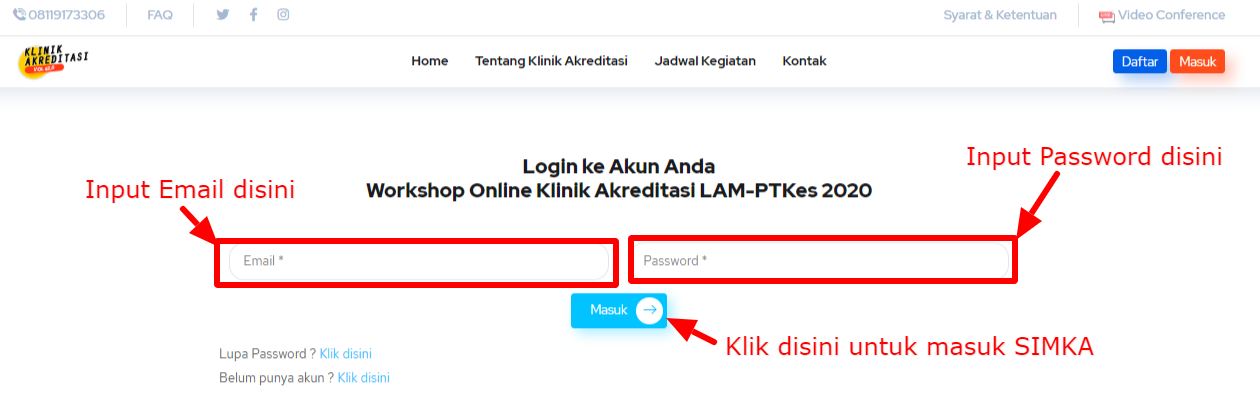 08119173306 FAQ Syarat & Ketentuan Video Conference
KLINIK
AKREDITASI
Home Tentang Klinik Akreditasi Jadwal Kegiatan Kontak Daftar Masuk
Input Password disini
Login ke Akun Anda
Input Email disini
Workshop Online Klinik Akreditasi LAM-PTKes 2020
Email *
Password *
Masuk
Klik disini untuk masuk SIMKA
Lupa Password ? Klik disini
Belum punya akun ? Klik disini